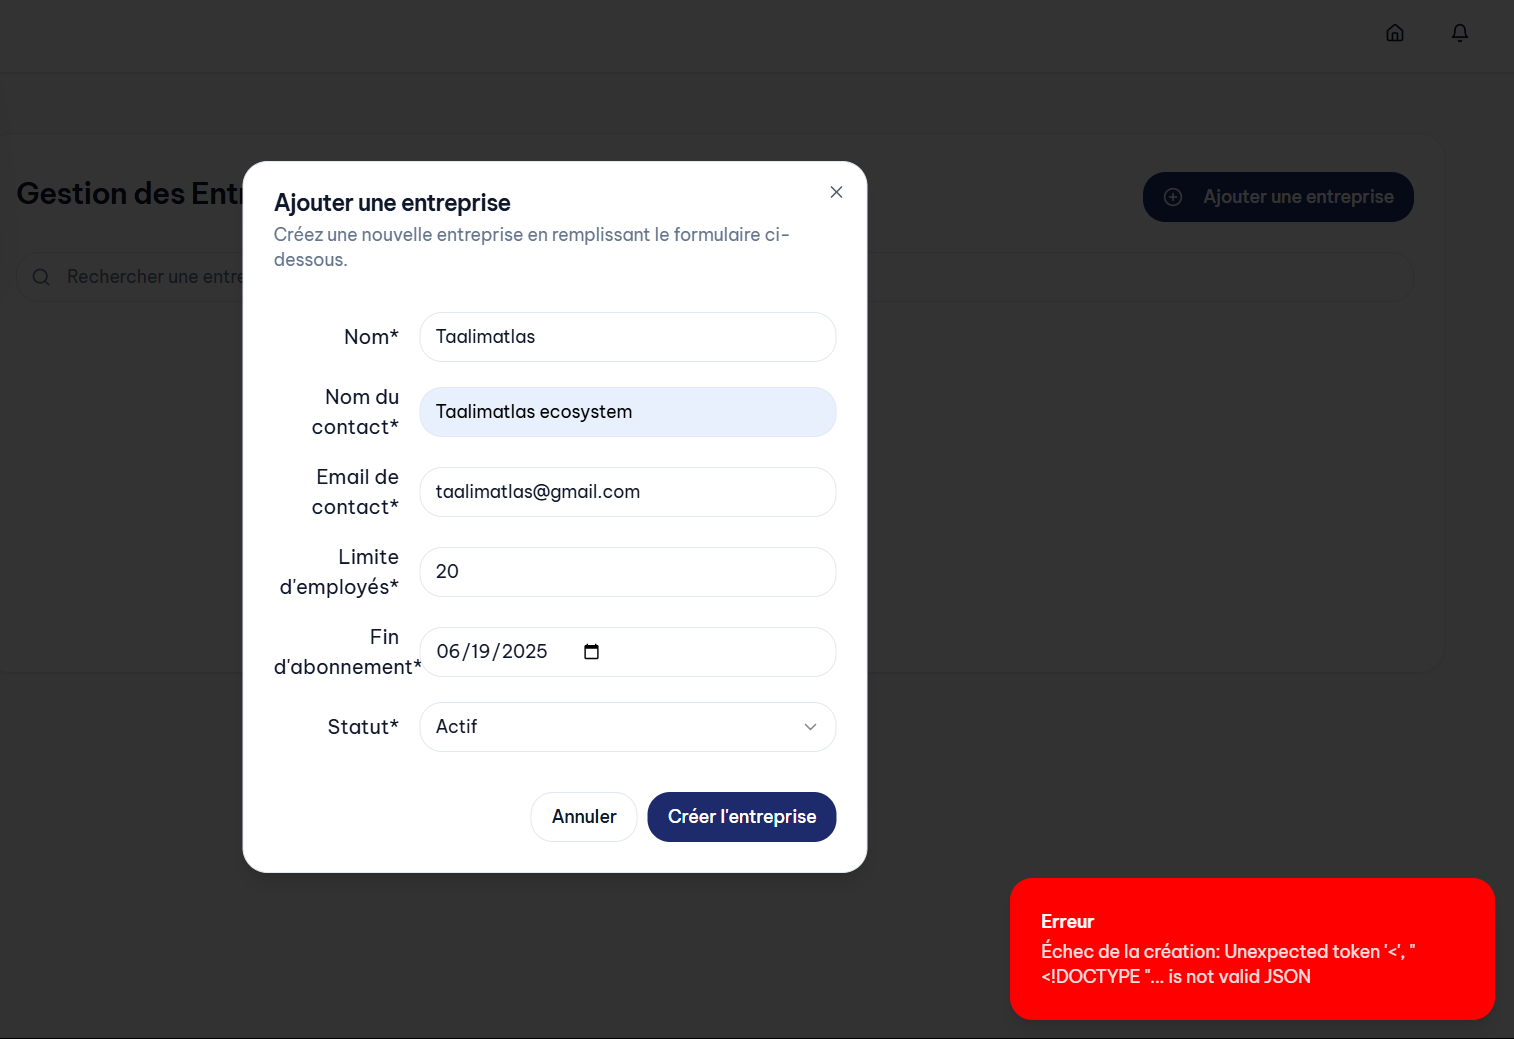 Gestion des Ent
Ajouter une entreprise
Rechercher une entre
Ajouter une entreprise
Créez une nouvelle entreprise en remplissant le formulaire ci-
dessous.
Nom*
Taalimatlas
Nom du
contact*
Taalimatlas ecosystem
Email de
contact*
taalimatlas@gmail.com
Limite
d'employés*
20
Fin
d'abonnement*
06/19/2025
Statut*
Actif
Annuler
Créer l'entreprise
Erreur
Échec de la création: Unexpected token '<', "
<!DOCTYPE "... is not valid JSON